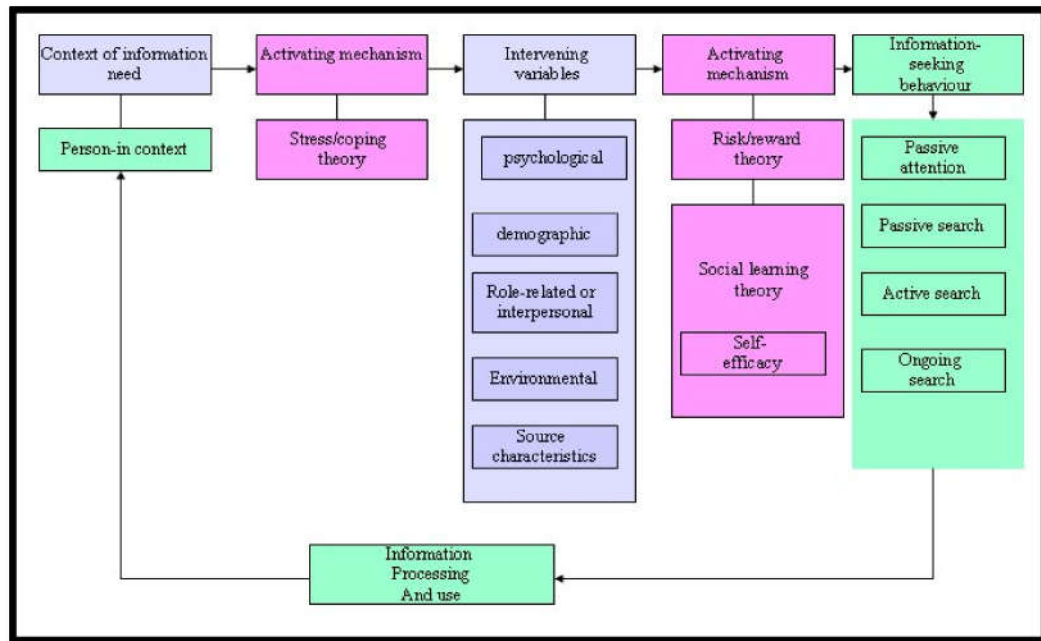 Context of information
need
Activating mechanism
Intervening
variables
Activating
mechanism
Information-
seeking
behaviour
Person-in context
Stress/coping
theory
psychological
demographic
Role-related or
interpersonal
Environmental
Source
characteristics
Risk/reward
theory
Social learning
theory
Self-
efficacy
Passive
attention
Passive search
Active search
Ongoing
search
Information
Processing
And use